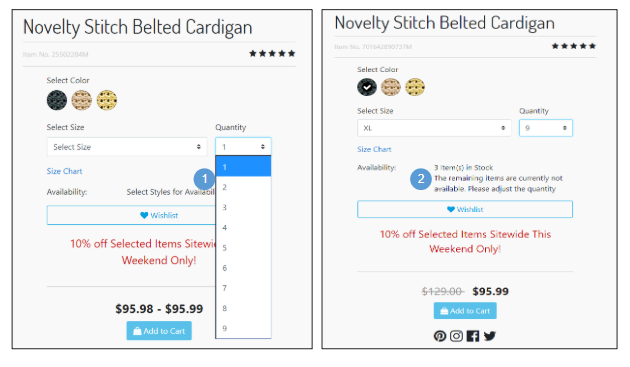 Novelty Stitch Belted Cardigan
Item No. 25502284M
Select Color
Select Size
Quantity
Select Size
1
Size Chart
1
2
3
4
5
6
7
8
9
1
Availability:
Select Styles for Availabil
Wishlist
10% off Selected Items Sitewi
Weekend Only!
$95.98 - $95.99
Add to Cart
Novelty Stitch Belted Cardigan
Item No.
Select Color
Select Size
Quantity
XL
9
Size Chart
Availability:
3 Item(s) in Stock
2
The remaining items are currently not
available. Please adjust the quantity
Wishlist
10% off Selected Items Sitewide This
Weekend Only!
$129.00 $95.99
Add to Cart